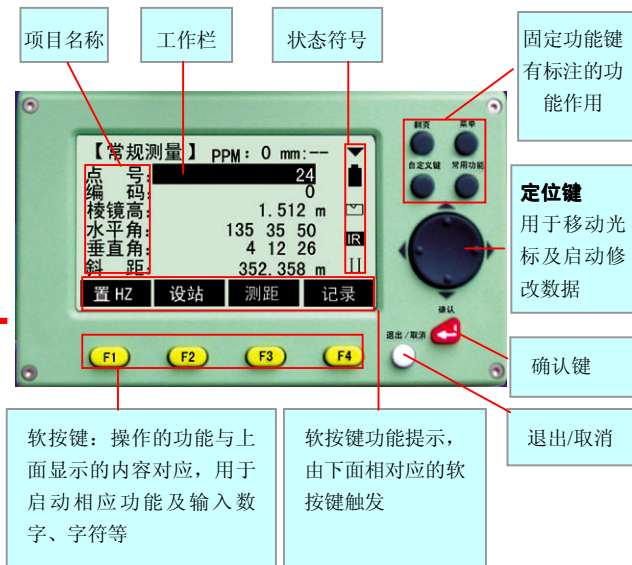 项目名称
工作栏
状态符号
固定功能键
有标注的功
能作用
翻页 菜单
自定义键 常用功能
【常规测量】 PPM: 0 mm:--
点 号: 24
编 码: 0
棱镜高: 1.512 m
水平角: 135 35 50
垂直角: 4 12 26
斜 距: 352.358 m
IR
置 HZ 设站 测距 记录
F1 F2 F3 F4
确认
退出/取消
定位键
用于移动光
标及启动修
改数据
确认键
退出/取消
软按键：操作的功能与上
面显示的内容对应，用于
启动相应功能及输入数
字、字符等
软按键功能提示，
由下面相对应的软
按键触发